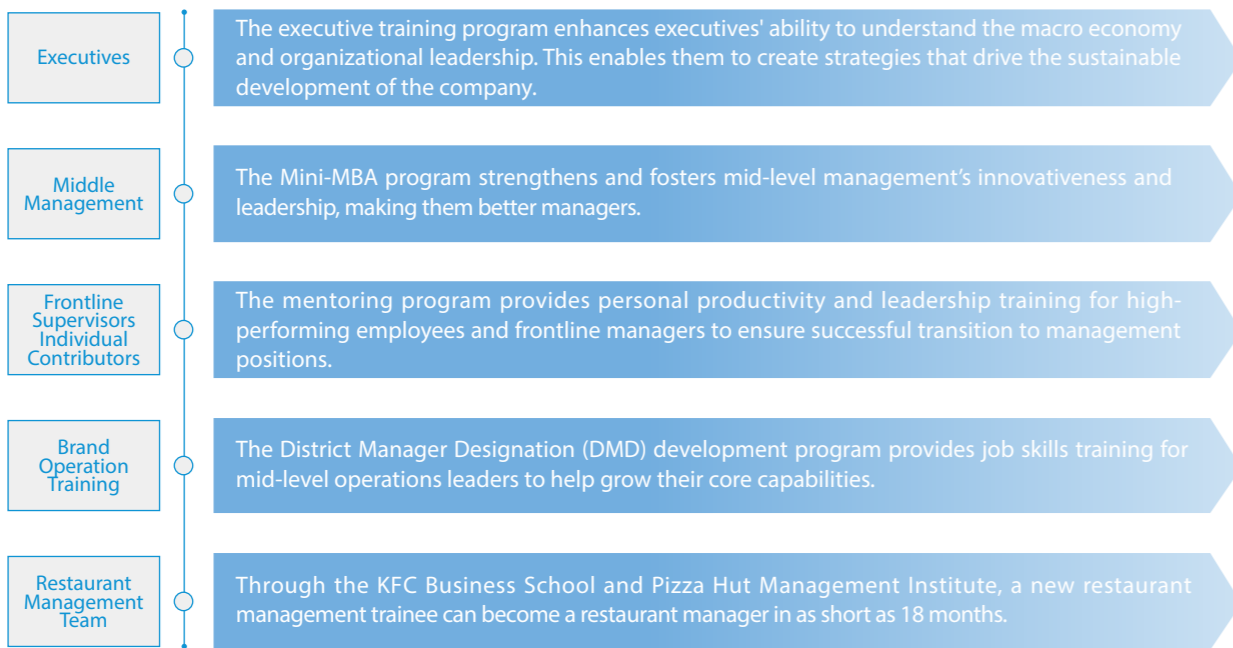 Executives
The executive training program enhances executives' ability to understand the macro economy
and organizational leadership. This enables them to create strategies that drive the sustainable
development of the company.
Middle
Management
The Mini-MBA program strengthens and fosters mid-level management's innovativeness and
leadership, making them better managers.
Frontline
Supervisors
Individual
Contributors
The mentoring program provides personal productivity and leadership training for high-
performing employees and frontline managers to ensure successful transition to management
positions.
Brand
Operation
Training
The District Manager Designation (DMD) development program provides job skills training for
mid-level operations leaders to help grow their core capabilities.
Restaurant
Management
Team
Through the KFC Business School and Pizza Hut Management Institute, a new restaurant
management trainee can become a restaurant manager in as short as 18 months.